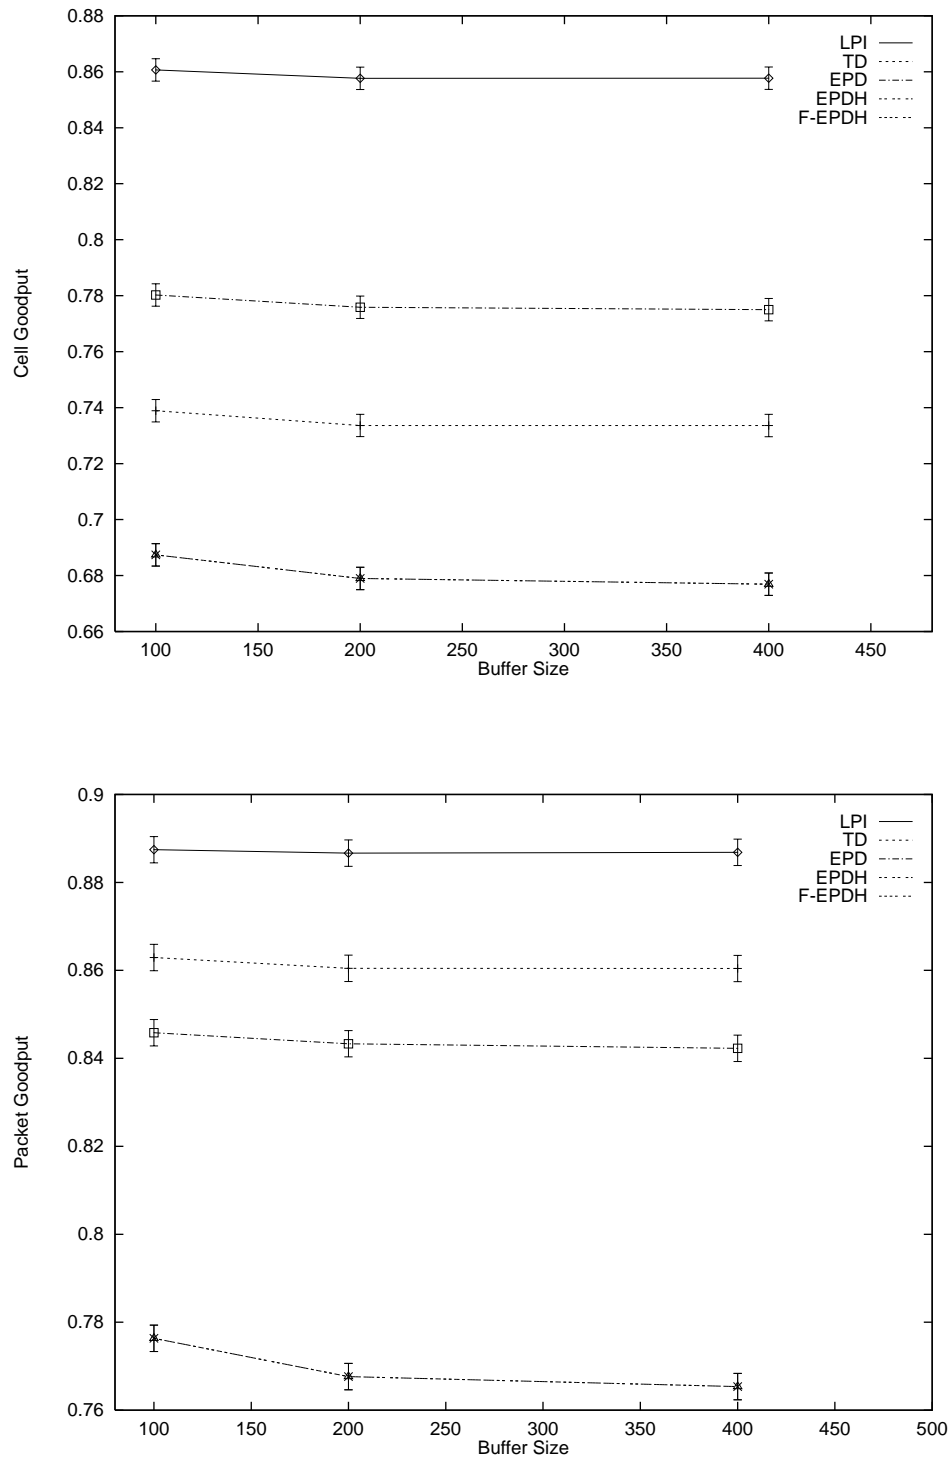 0.88
LPI
TD
0.86
EPD
EPDH
F-EPDH
0.84
0.82
0.8
Cell Goodput
0.78
0.76
0.74
0.72
0.7
0.68
0.66
100 150 200 250 300 350 400 450
Buffer Size
0.9
LPI
TD
EPD
EPDH
0.88
F-EPDH
0.86
0.84
Packet Goodput
0.82
0.8
0.78
0.76
100 150 200 250 300 350 400 450 500
Buffer Size